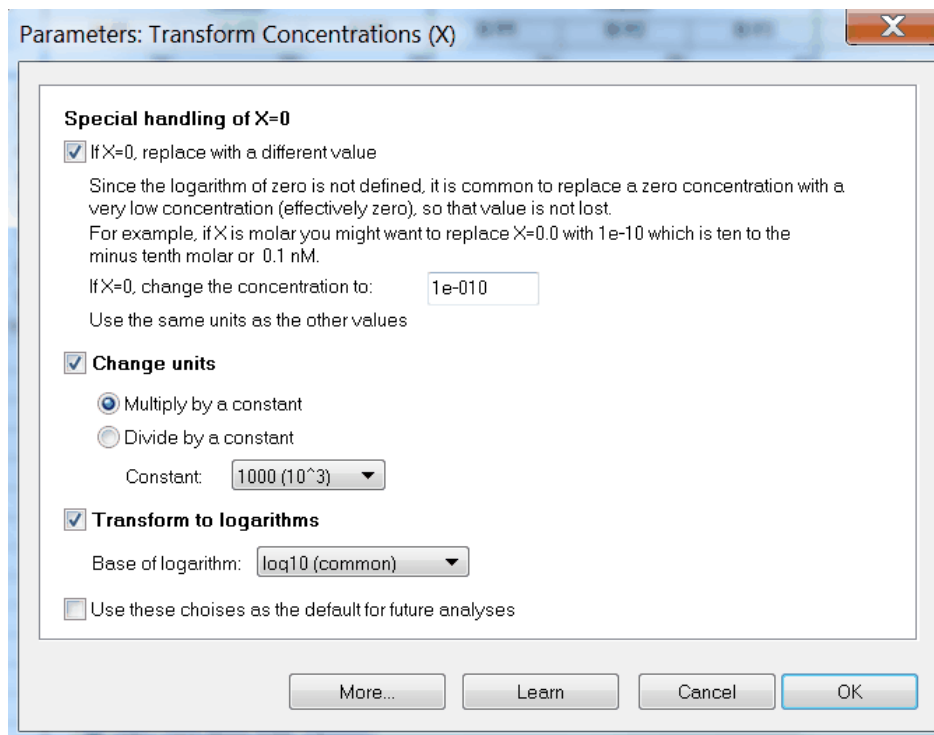 Parameters: Transform Concentrations (X)
X
Special handling of X=0
If X=0, replace with a different value
Since the logarithm of zero is not defined, it is common to replace a zero concentration with a
very low concentration (effectively zero), so that value is not lost.
For example, if X is molar you might want to replace X=0.0 with 1e-10 which is ten to the
minus tenth molar or 0.1 nM.
If X=0, change the concentration to: 1e-010
Use the same units as the other values
Change units
Multiply by a constant
Divide by a constant
Constant: 1000 (10^3)
Transform to logarithms
Base of logarithm: log10 (common)
Use these choises as the default for future analyses
More... Learn Cancel OK